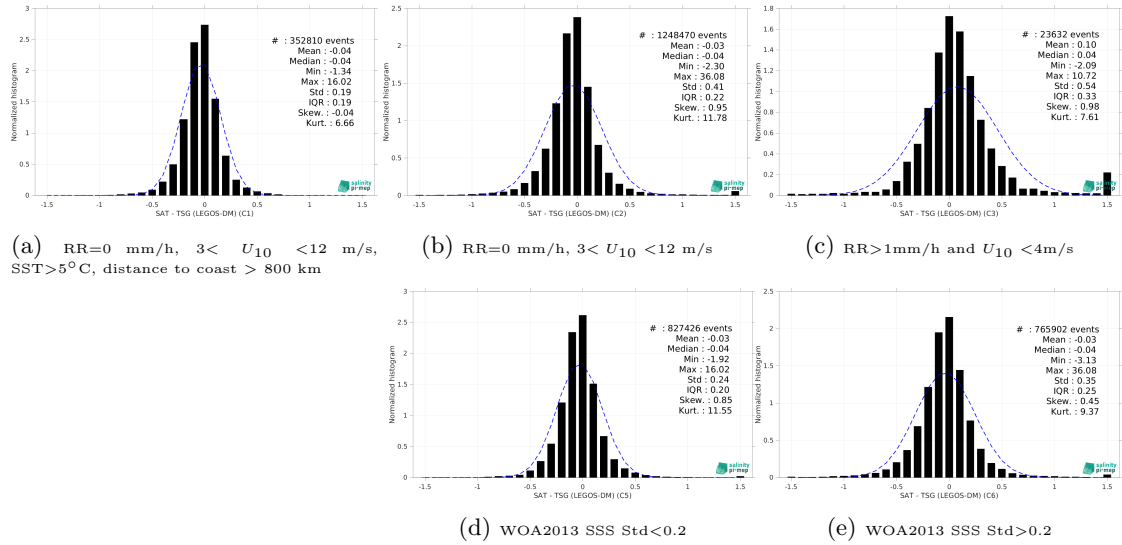 Normalized histogram
3
2.5
2
1.5
1
0.5
0
-1.5 -1 -0.5 0 0.5 1 1.5
SAT - TSG (LEGOS-DM) (C1)
# : 352810 events
Mean : -0.04
Median : -0.04
Min : -1.34
Max : 16.02
Std : 0.19
IQR : 0.19
Skew. : -0.04
Kurt. : 6.66
salinity
pi-mep
(a) RR=0 mm/h, 3< U10 <12 m/s,
SST>5°C, distance to coast > 800 km
Normalized histogram
2.5
2
1.5
1
0.5
0
-1.5 -1 -0.5 0 0.5 1 1.5
SAT - TSG (LEGOS-DM) (C2)
# : 1248470 events
Mean : -0.03
Median : -0.04
Min : -2.30
Max : 36.08
Std : 0.41
IQR : 0.22
Skew. : 0.95
Kurt. : 11.78
salinity
pi-mep
(b) RR=0 mm/h, 3< U10 <12 m/s
Normalized histogram
1.8
1.6
1.4
1.2
1
0.8
0.6
0.4
0.2
0
-1.5 -1 -0.5 0 0.5 1 1.5
SAT - TSG (LEGOS-DM) (C3)
# : 23632 events
Mean : 0.10
Median : 0.04
Min : -2.09
Max : 10.72
Std : 0.54
IQR : 0.33
Skew. : 0.98
Kurt. : 7.61
salinity
pi-mep
(c) RR>1mm/h and U10 <4m/s
Normalized histogram
3
2.5
2
1.5
1
0.5
0
-1.5 -1 -0.5 0 0.5 1 1.5
SAT - TSG (LEGOS-DM) (C5)
# : 827426 events
Mean : -0.03
Median : -0.04
Min : -1.92
Max : 16.02
Std : 0.24
IQR : 0.20
Skew. : 0.85
Kurt. : 11.55
salinity
pi-mep
(d) WOA2013 SSS Std<0.2
Normalized histogram
2.5
2
1.5
1
0.5
0
-1.5 -1 -0.5 0 0.5 1 1.5
SAT - TSG (LEGOS-DM) (C6)
# : 765902 events
Mean : -0.03
Median : -0.04
Min : -3.13
Max : 36.08
Std : 0.35
IQR : 0.25
Skew. : 0.45
Kurt. : 9.37
salinity
pi-mep
(e) WOA2013 SSS Std>0.2